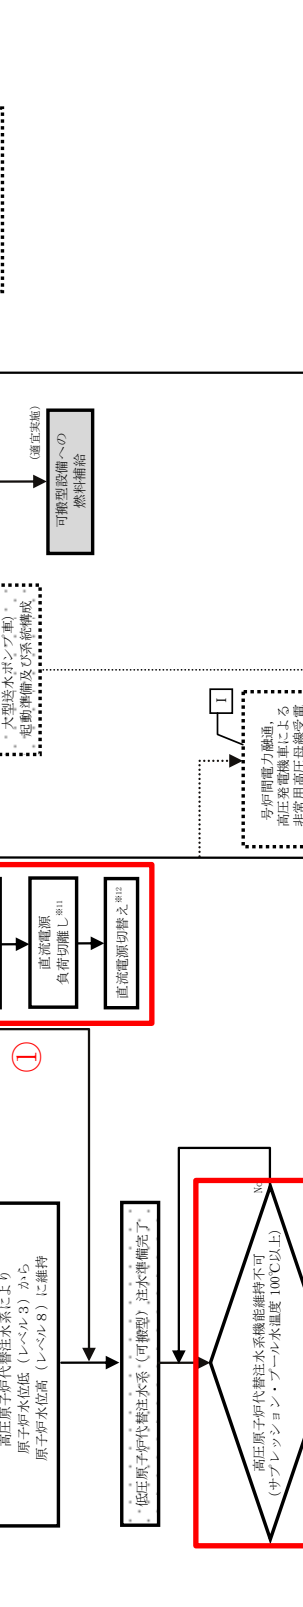 高圧原子炉代替注水系により
原子炉水位低（レベル３）から
原子炉水位高（レベル８）に維持
低圧原子炉代替注水系（可搬型）注水準備完了
No
高圧原子炉代替注水系機能維持不可
（サプレッション・プール水温度 100℃以上）
①
直流電源
負荷切離し※11
直流電源切替え※12
大型送水ポンプ車）
起動準備及び系統構成
I
号炉間電力融通,
高圧発電機車による
非常用高圧母線受電
（適宜実施）
可搬型設備への
燃料補給